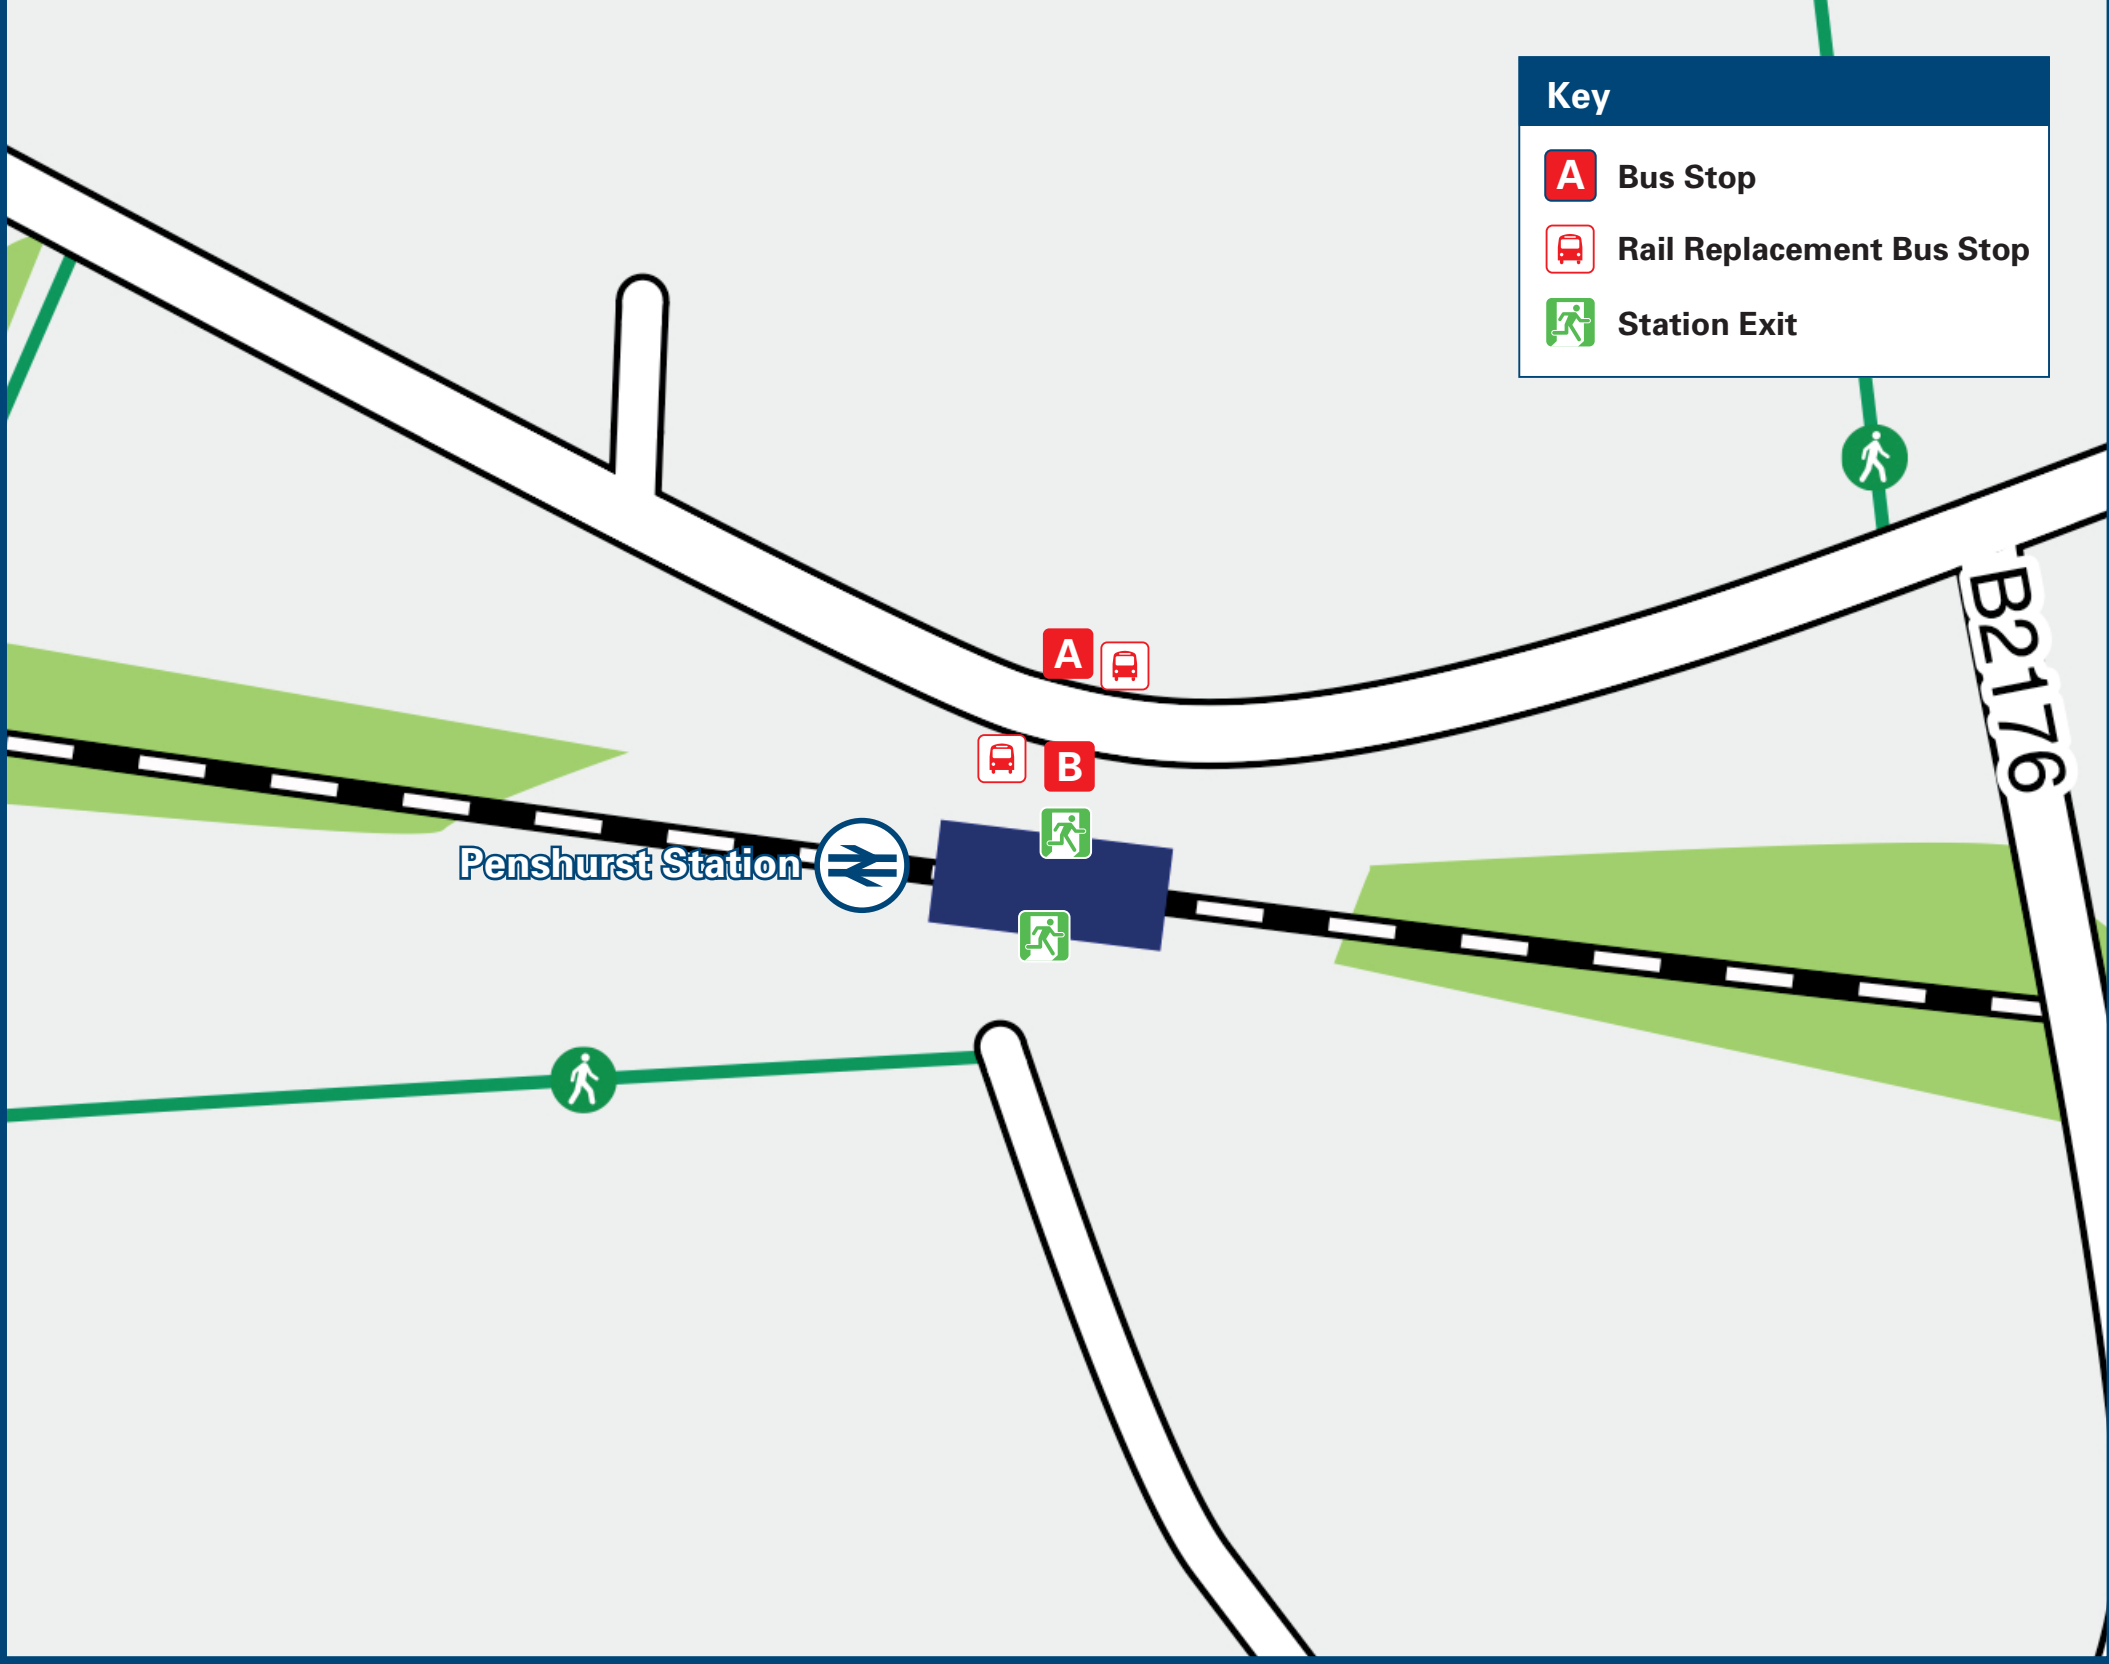 Key
A Bus Stop
Rail Replacement Bus Stop
Station Exit
B2176
A
B
Penshurst Station